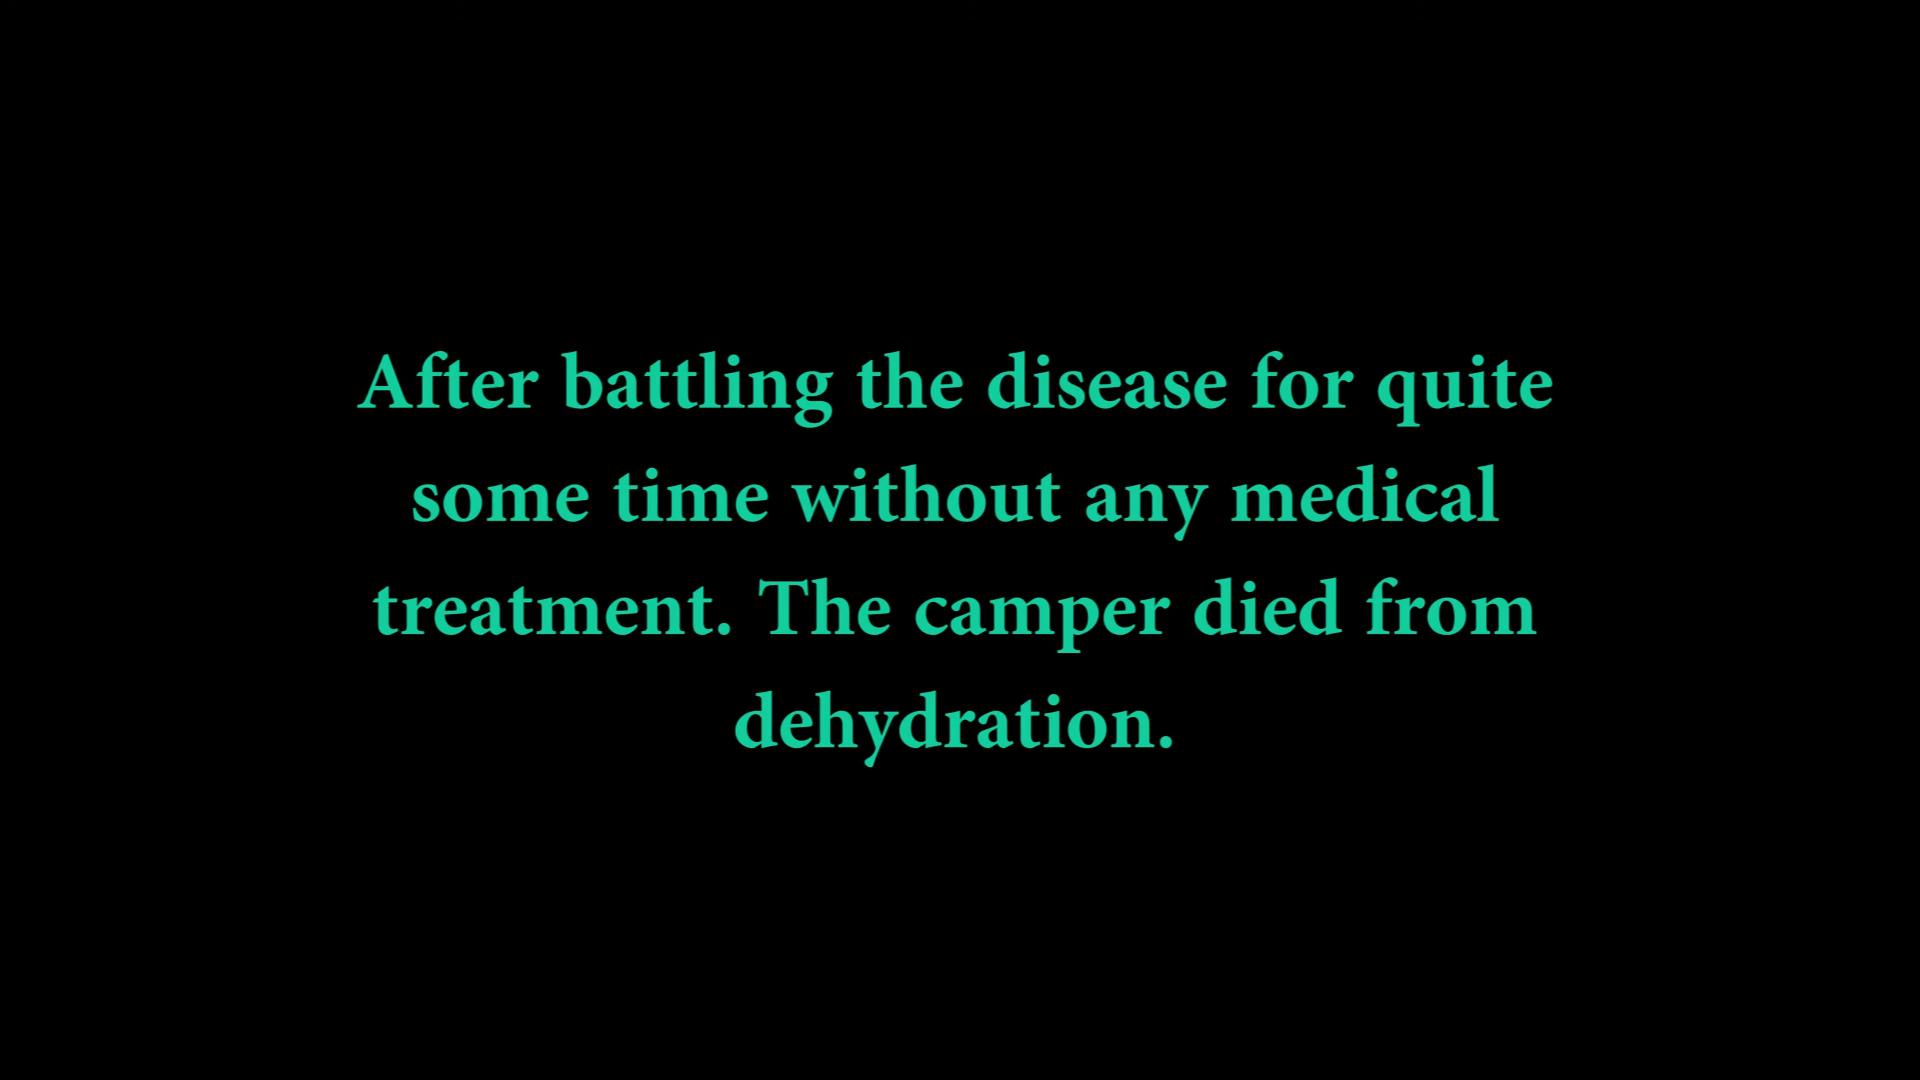 After battling the disease for quite
some time without any medical
treatment. The camper died from
dehydration.